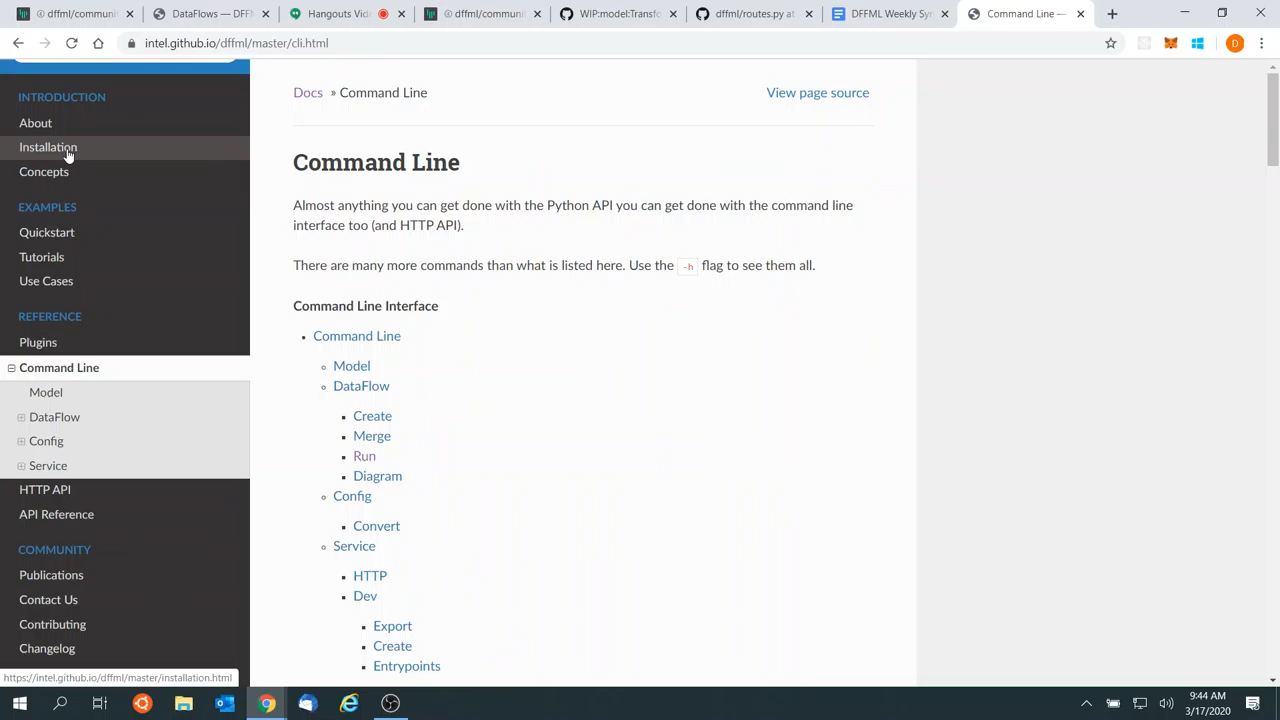 @ dffml/communi
DataFlows — DFFM
Hangouts Vide
@ dffml/communit
WIP:model:Transfo
dffml/routes.py at
DFFML Weekly Syn
Command Line —
intel.github.io/dffml/master/cli.html
D
INTRODUCTION
About
Installation
Concepts
EXAMPLES
Quickstart
Tutorials
Use Cases
REFERENCE
Plugins
Command Line
Model
DataFlow
Config
Service
HTTP API
API Reference
COMMUNITY
Publications
Contact Us
Contributing
Changelog
https://intel.github.io/dffml/master/installation.html
Docs » Command Line
View page source
Command Line
Almost anything you can get done with the Python API you can get done with the command line
interface too (and HTTP API).
There are many more commands than what is listed here. Use the -h flag to see them all.
Command Line Interface
Command Line
Model
DataFlow
Create
Merge
Run
Diagram
Config
Convert
Service
HTTP
Dev
Export
Create
Entrypoints
9:44 AM
3/17/2020